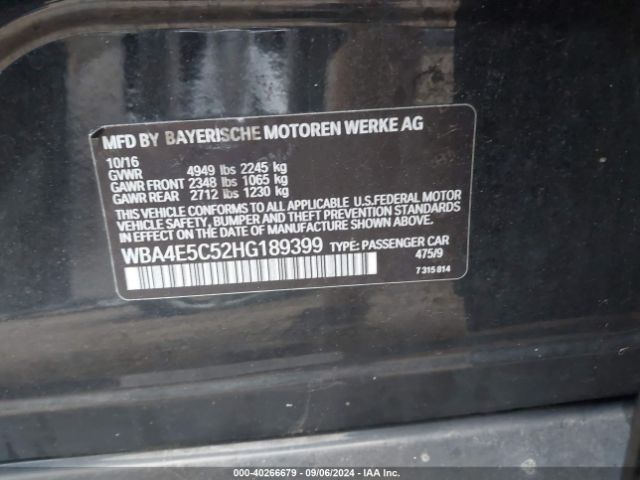 MFD BY BAYERISCHE MOTOREN WERKE AG
10/16
GVWR 4949 lbs 2245 kg
GAWR FRONT 2348 lbs 1065 kg
GAWR REAR 2712 lbs 1230 kg
THIS VEHICLE CONFORMS TO ALL APPLICABLE U.S.FEDERAL MOTOR
VEHICLE SAFETY, BUMPER AND THEFT PREVENTION STANDARDS
IN EFFECT ON THE DATE OF MANUFACTURE SHOWN ABOVE.
WBA4E5C52HG189399 TYPE: PASSENGER CAR
475/9
7 315 814
000-40266679 - 09/06/2024 - IAA Inc.